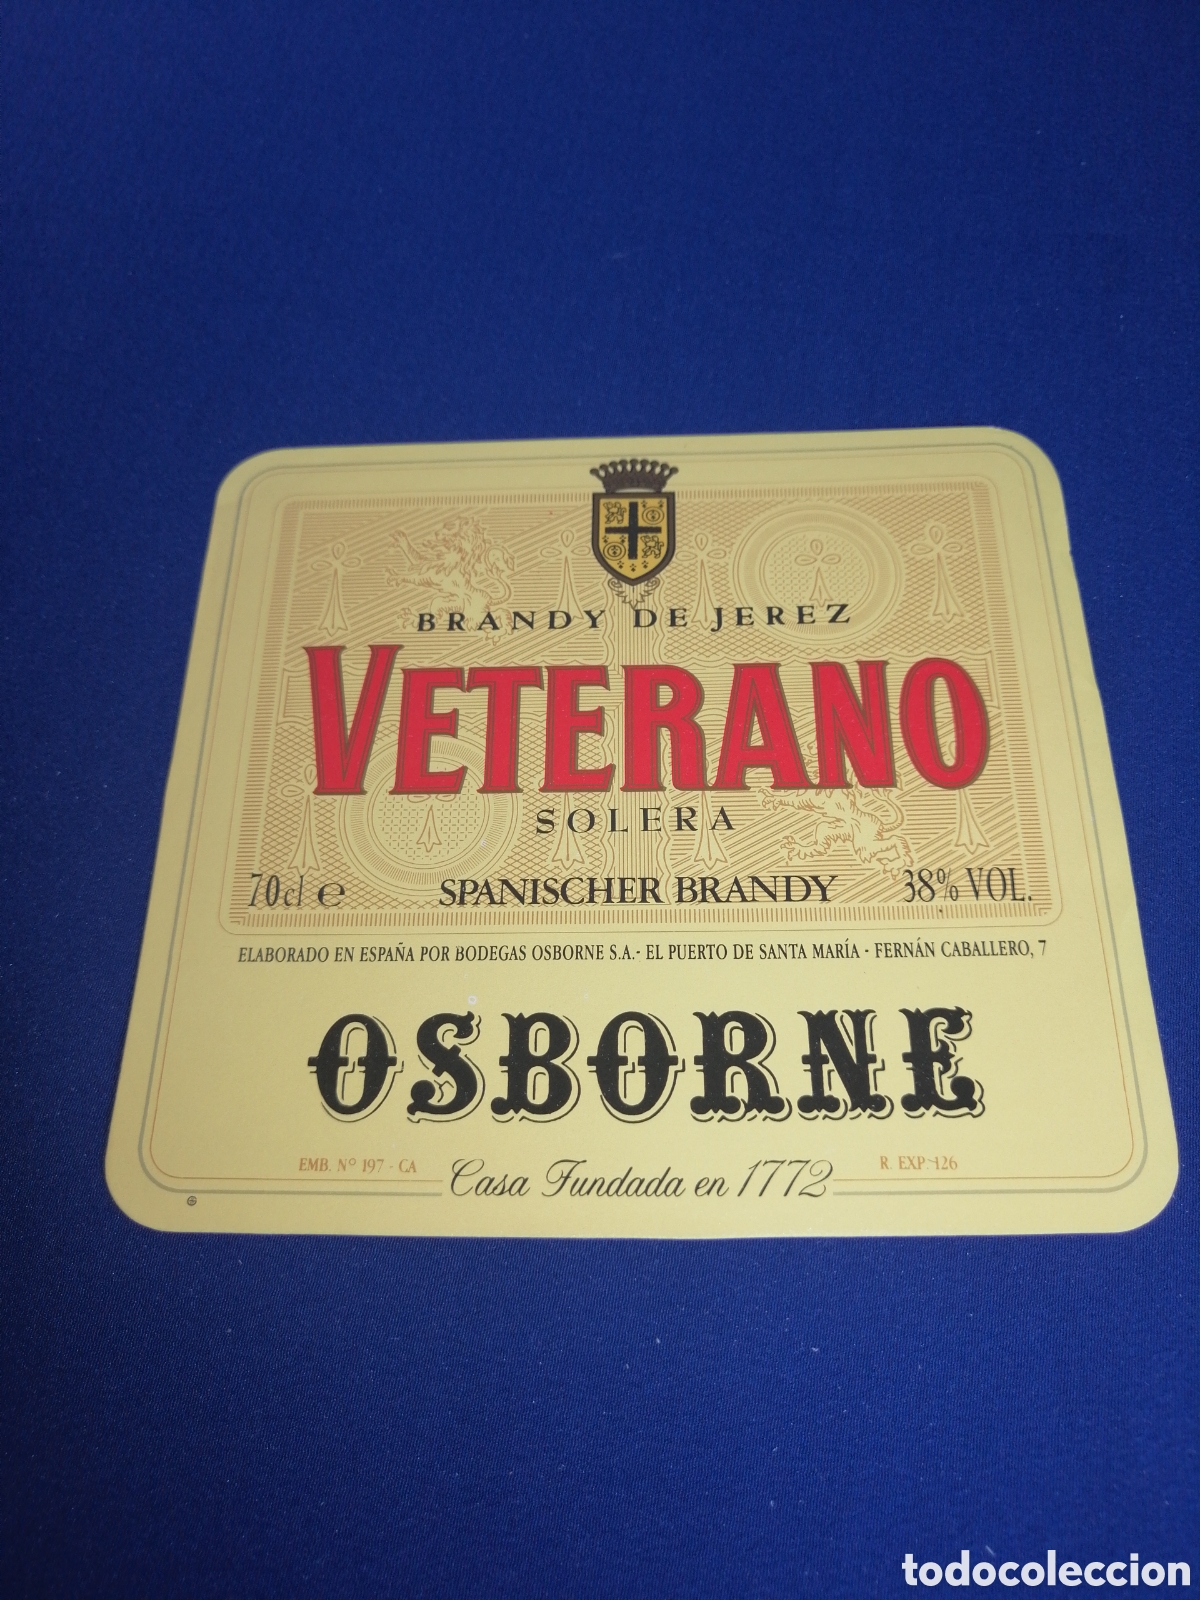 BRANDY DE JEREZ
VETERANO
SOLERA
70cl e SPANISCHER BRANDY 38% VOL.
ELABORADO EN ESPAÑA POR BODEGAS OSBORNE S.A.- EL PUERTO DE SANTA MARÍA - FERNÁN CABALLERO, 7
OSBORNE
EMB. Nº 197 - CA Casa Fundada en 1772 R. EXP. 126
todocoleccion